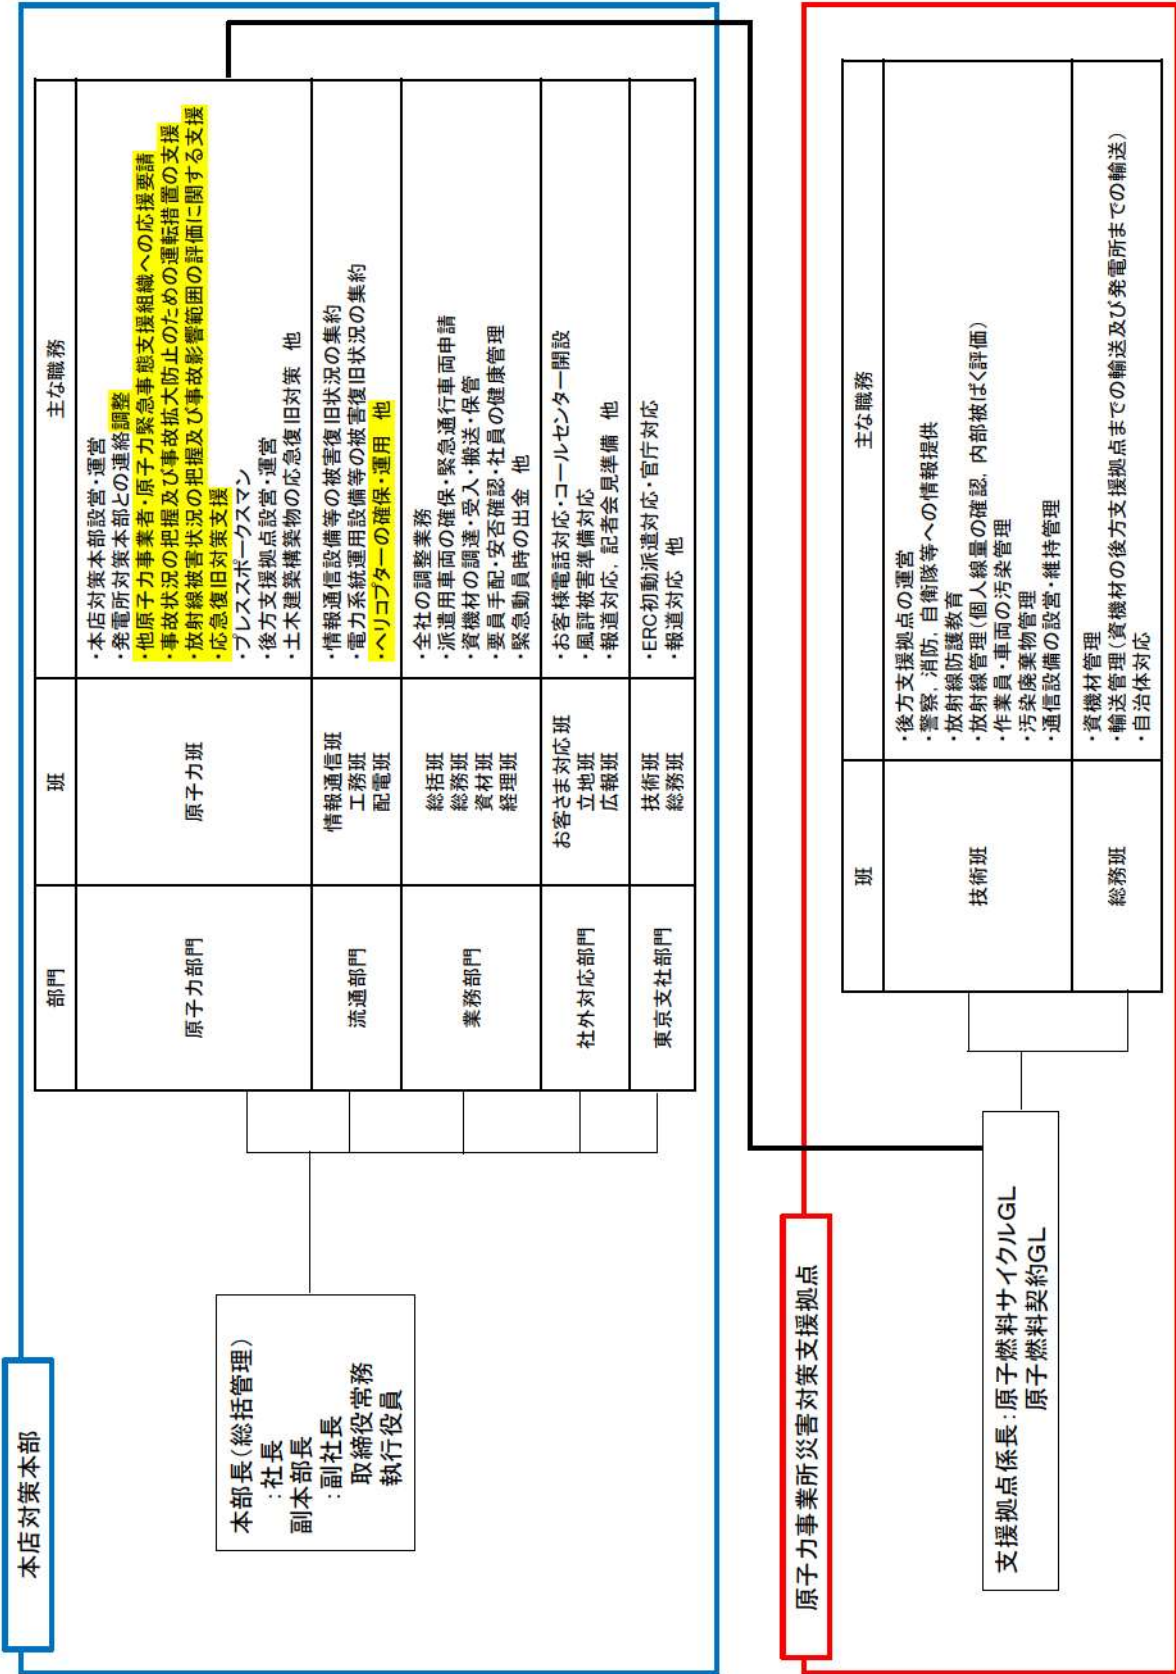 本店対策本部
本部長(総括管理)
:社長
副本部長
:副社長
取締役常務
執行役員
部門
班
主な職務
原子力部門
原子力班
・本店対策本部設営・運営
・発電所対策本部との連絡調整
・他原子力事業者・原子力緊急事態支援組織への応援要請
・事故状況の把握及び事故拡大防止のための運転措置の支援
・放射線被害状況の把握及び事故影響範囲の評価に関する支援
・応急復旧対策支援
・プレススポークスマン
・後方支援拠点設営・運営
・土木建築構築物の応急復旧対策 他
流通部門
情報通信班
工務班
配電班
・情報通信設備等の被害復旧状況の集約
・電力系統運用設備等の被害復旧状況の集約
・ヘリコプターの確保・運用 他
業務部門
総括班
総務班
資材班
経理班
・全社の調整業務
・派遣用車両の確保・緊急通行車両申請
・資機材の調達・受入・搬送・保管
・要員手配・安否確認・社員の健康管理
・緊急動員時の出金 他
社外対応部門
お客さま対応班
立地班
広報班
・お客様電話対応・コールセンター開設
・風評被害準備対応
・報道対応,記者会見準備 他
東京支社部門
技術班
総務班
・ERC初動派遣対応・官庁対応
・報道対応 他
原子力事業所災害対策支援拠点
支援拠点係長:原子燃料サイクルGL
原子燃料契約GL
班
主な職務
技術班
・後方支援拠点の運営
・警察,消防,自衛隊等への情報提供
・放射線防護教育
・放射線管理(個人線量の確認,内部被ばく評価)
・作業員・車両の汚染管理
・汚染廃棄物管理
・通信設備の設営・維持管理
総務班
・資機材管理
・輸送管理(資機材の後方支援拠点までの輸送及び発電所までの輸送)
・自治体対応